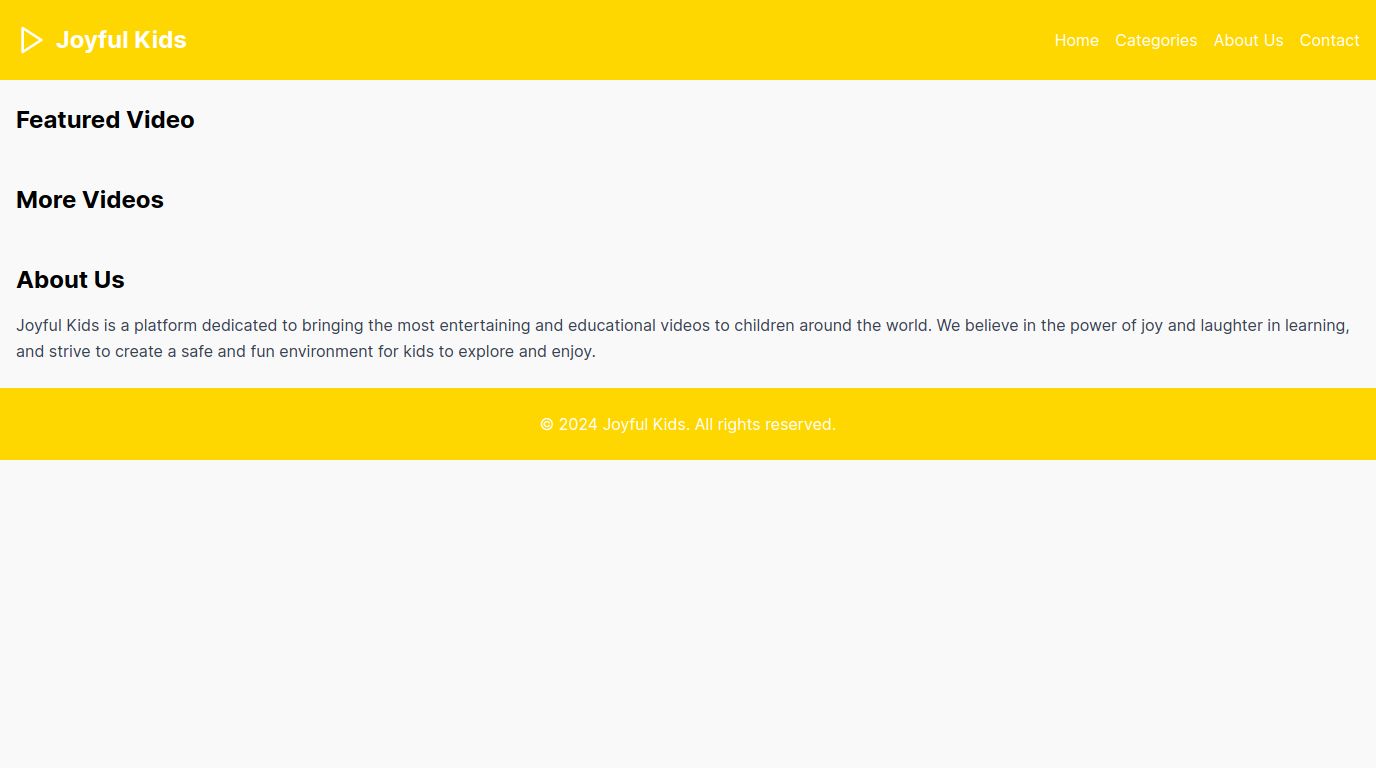 Joyful Kids
Home Categories About Us Contact
Featured Video
More Videos
About Us
Joyful Kids is a platform dedicated to bringing the most entertaining and educational videos to children around the world. We believe in the power of joy and laughter in learning,
and strive to create a safe and fun environment for kids to explore and enjoy.
© 2024 Joyful Kids. All rights reserved.